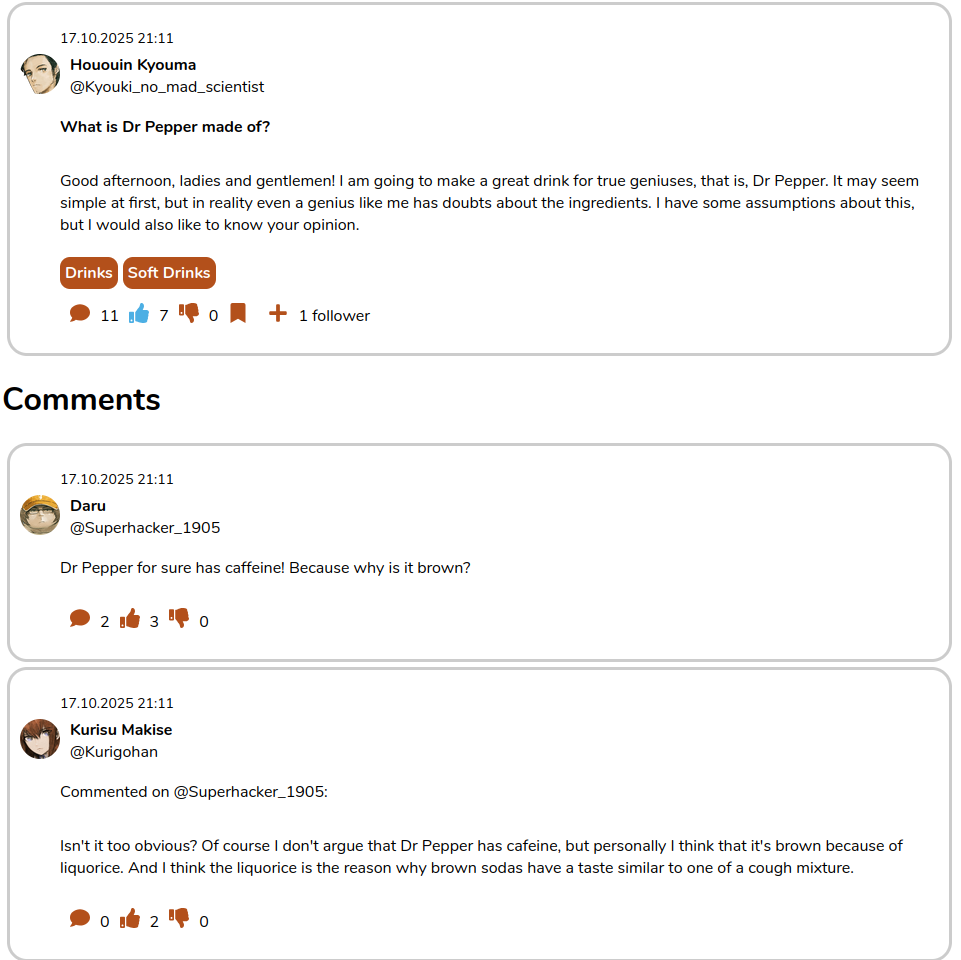 17.10.2025 21:11
Hououin Kyouma
@Kyouki_no_mad_scientist
What is Dr Pepper made of?
Good afternoon, ladies and gentlemen! I am going to make a great drink for true geniuses, that is, Dr Pepper. It may seem
simple at first, but in reality even a genius like me has doubts about the ingredients. I have some assumptions about this,
but I would also like to know your opinion.
Drinks Soft Drinks
11 7 0 1 follower
Comments
17.10.2025 21:11
Daru
@Superhacker_1905
Dr Pepper for sure has caffeine! Because why is it brown?
2 3 0
17.10.2025 21:11
Kurisu Makise
@Kurigohan
Commented on @Superhacker_1905:
Isn't it too obvious? Of course I don't argue that Dr Pepper has cafeine, but personally I think that it's brown because of
liquorice. And I think the liquorice is the reason why brown sodas have a taste similar to one of a cough mixture.
0 2 0